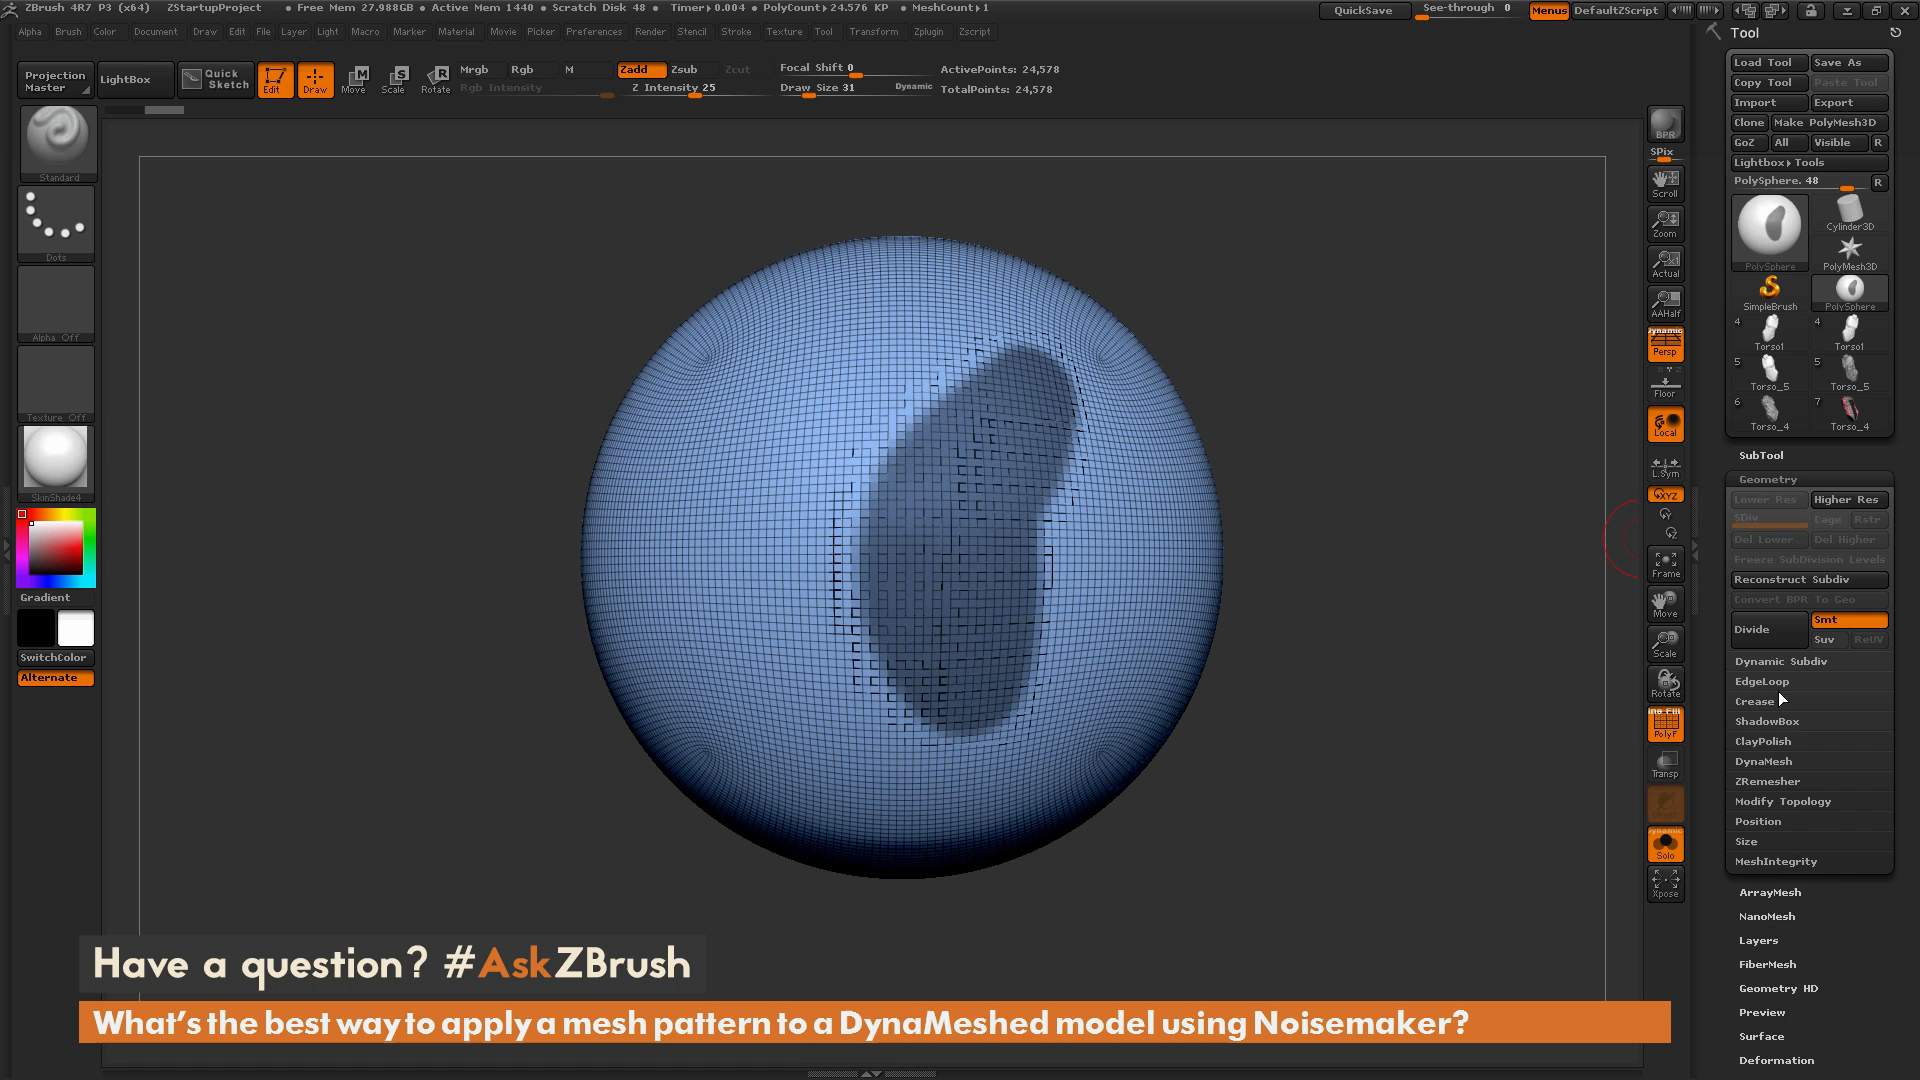 ZBrush 4R7 P3 (x64) ZStartupProject • Free Mem 27.988GB • Active Mem 1440 • Scratch Disk 48 • Timer▸0.004 • PolyCount▸24.576 KP • MeshCount▸1 QuickSave See-through 0 Menus DefaultZScript
Alpha Brush Color Document Draw Edit File Layer Light Macro Marker Material Movie Picker Preferences Render Stencil Stroke Texture Tool Transform Zplugin Zscript
Projection Master
LightBox
Quick Sketch
Edit
Draw
Move
Scale
Rotate
Mrgb Rgb M
Rgb Intensity
Zadd Zsub Zcut
Z Intensity 25
Focal Shift 0
Draw Size 31 Dynamic
ActivePoints: 24,578
TotalPoints: 24,578
Standard
Dots
Alpha Off
Texture Off
SkinShade4
Gradient
SwitchColor
Alternate
BPR
SPix
Scroll
Zoom
Actual
AAHalf
Dynamic
Persp
Floor
Local
L.Sym
XYZ
Frame
Move
Scale
Rotate
Line Fill
PolyF
Transp
Dynamic
Solo
Xpose
Tool
Load Tool Save As
Copy Tool Paste Tool
Import Export
Clone Make PolyMesh3D
GoZ All Visible R
Lightbox▸Tools
PolySphere. 48 R
PolySphere
Cylinder3D
PolyMesh3D
SimpleBrush PolySphere
4 Torso1 4 Torso1
5 Torso_5 5 Torso_5
6 Torso_4 7 Torso_4
SubTool
Geometry
Lower Res Higher Res
SDiv Cage Rstr
Del Lower Del Higher
Freeze SubDivision Levels
Reconstruct Subdiv
Convert BPR To Geo
Divide Smt
Suv ReUV
Dynamic Subdiv
EdgeLoop
Crease
ShadowBox
ClayPolish
DynaMesh
ZRemesher
Modify Topology
Position
Size
MeshIntegrity
ArrayMesh
NanoMesh
Layers
FiberMesh
Geometry HD
Preview
Surface
Deformation
Have a question? #AskZBrush
What's the best way to apply a mesh pattern to a DynaMeshed model using Noisemaker?